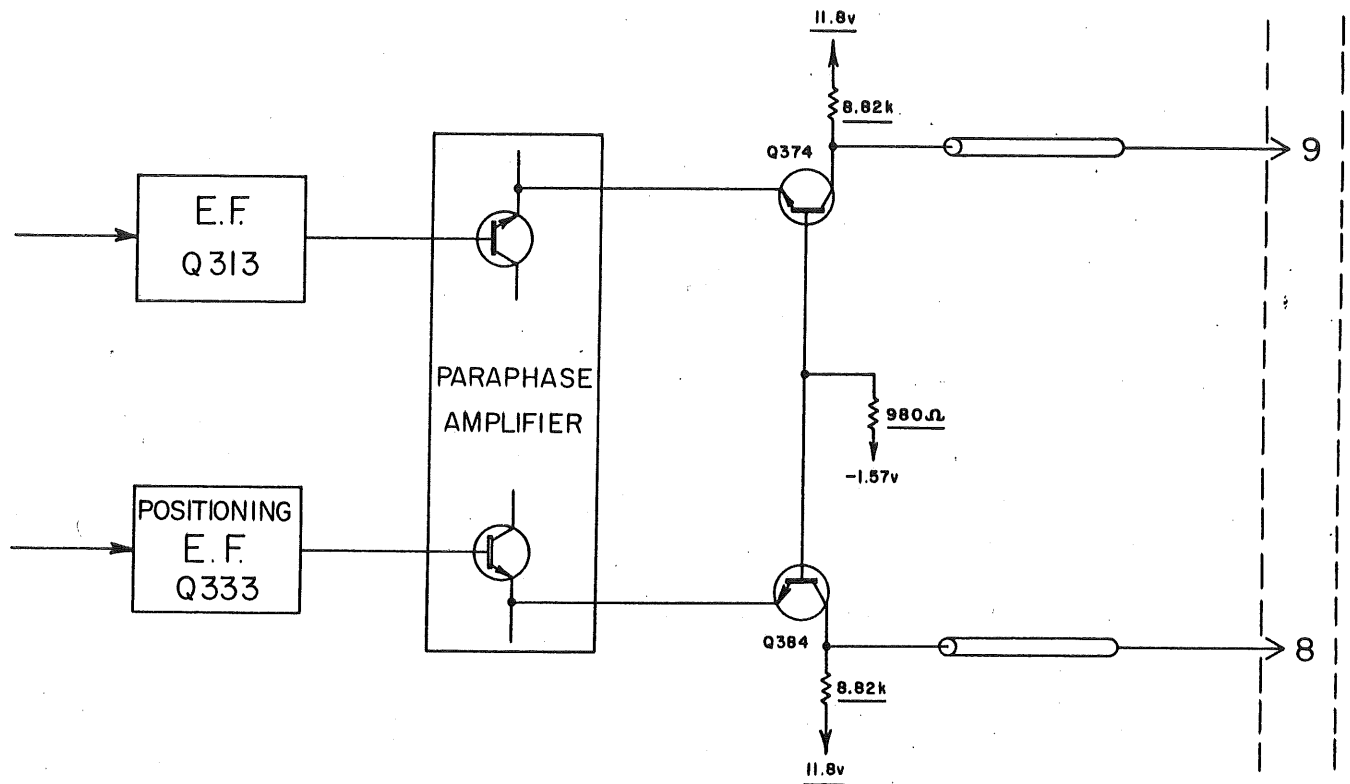 11.8v
8.82k
Q374
9
E.F.
Q313
PARAPHASE
AMPLIFIER
980Ω
-1.57v
POSITIONING
E.F.
Q333
Q384
8
8.82k
11.8v